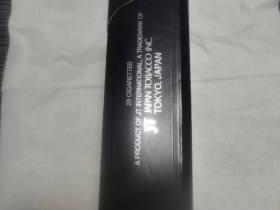 20 CIGARETTES
A PRODUCT OF JT INTERNATIONAL, A TRADEMARK OF
JT JAPAN TOBACCO INC.
TOKYO, JAPAN